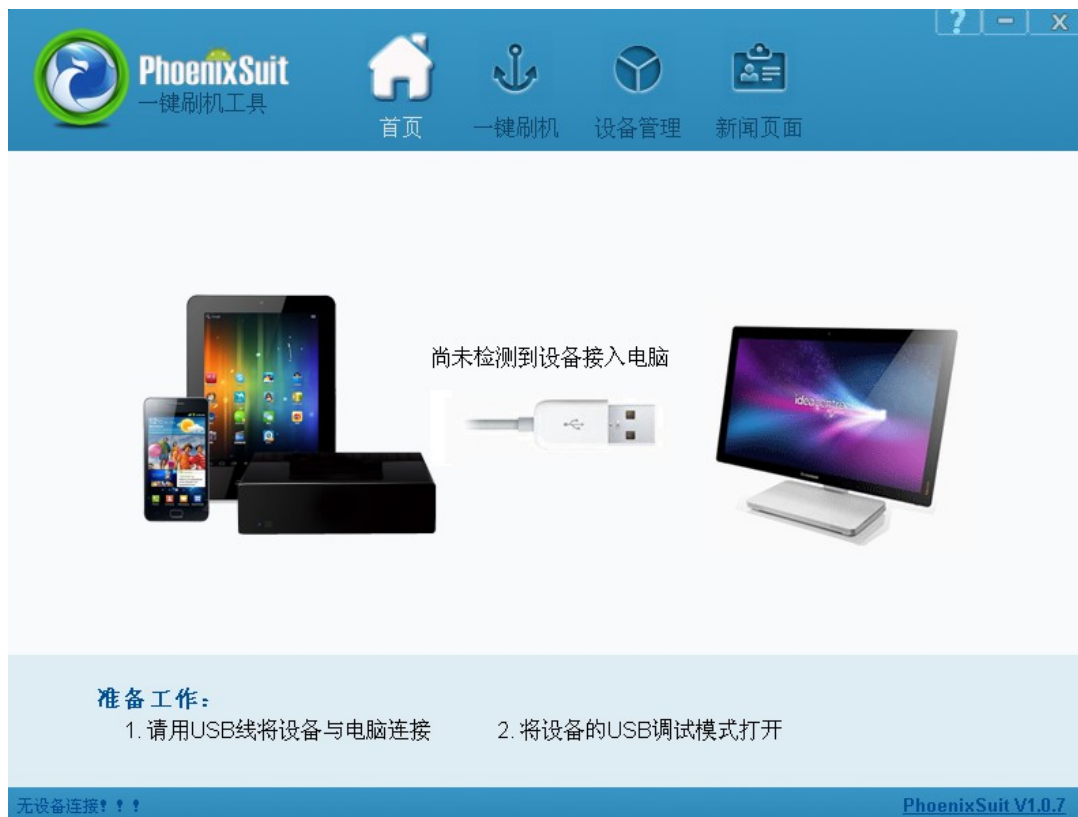 PhoenixSuit
一键刷机工具
首页
一键刷机
设备管理
新闻页面
尚未检测到设备接入电脑
准备工作:
1. 请用USB线将设备与电脑连接
2. 将设备的USB调试模式打开
无设备连接!!!
PhoenixSuit V1.0.7